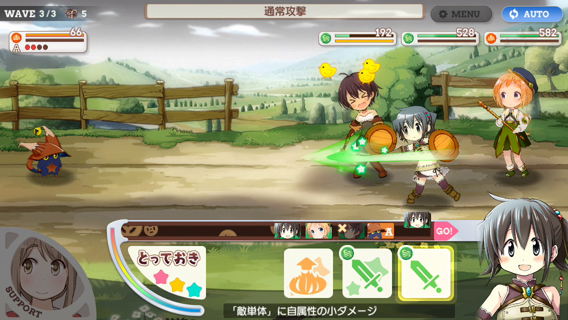 WAVE 3/3 5
通常攻撃
MENU
AUTO
66
A
192
528
582
A
GO!
とっておき
SUPPORT
「敵単体」に自属性の小ダメージ